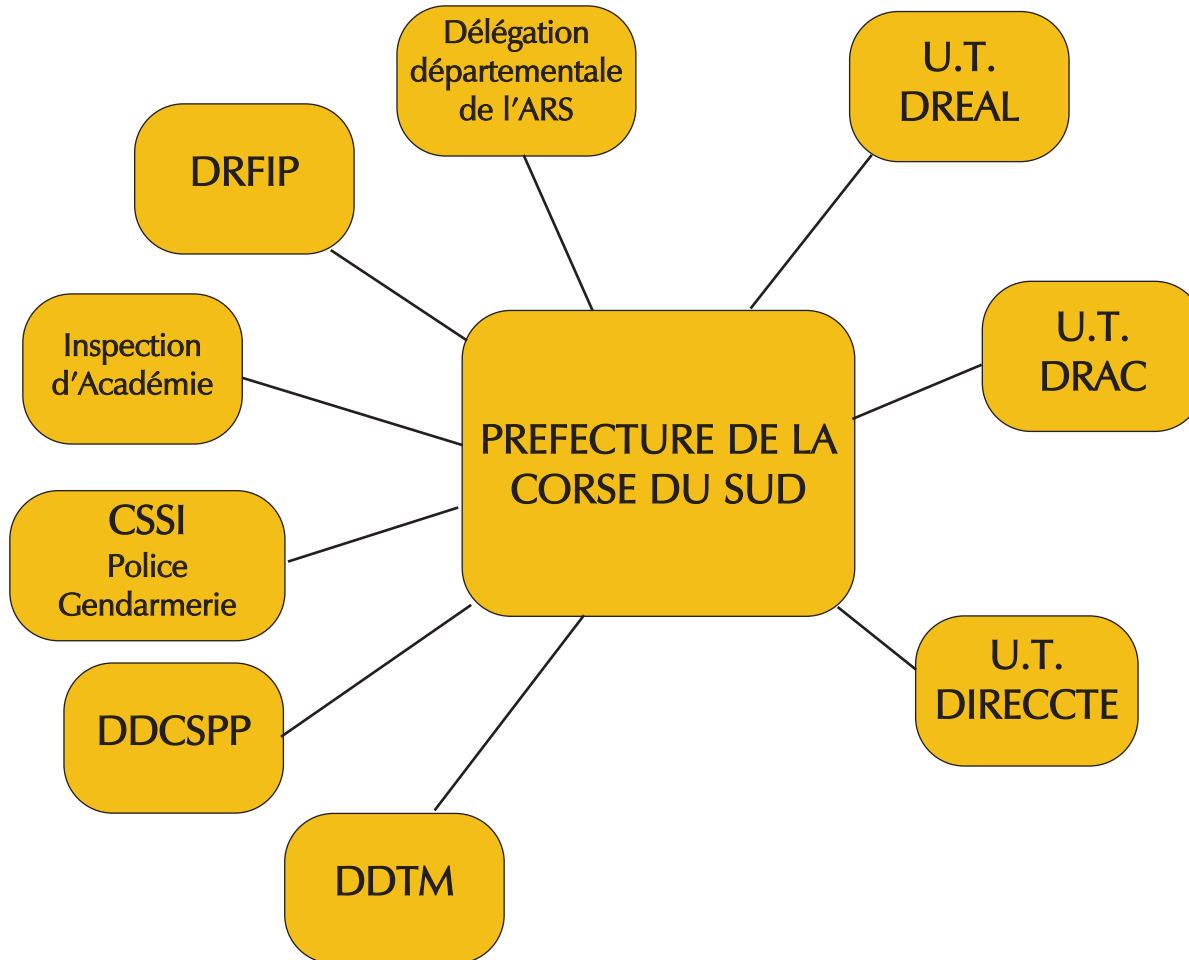 Délégation
départementale
de l'ARS
U.T.
DREAL
DRFIP
Inspection
d'Académie
U.T.
DRAC
PREFECTURE DE LA
CORSE DU SUD
CSSI
Police
Gendarmerie
U.T.
DIRECCTE
DDCSPP
DDTM